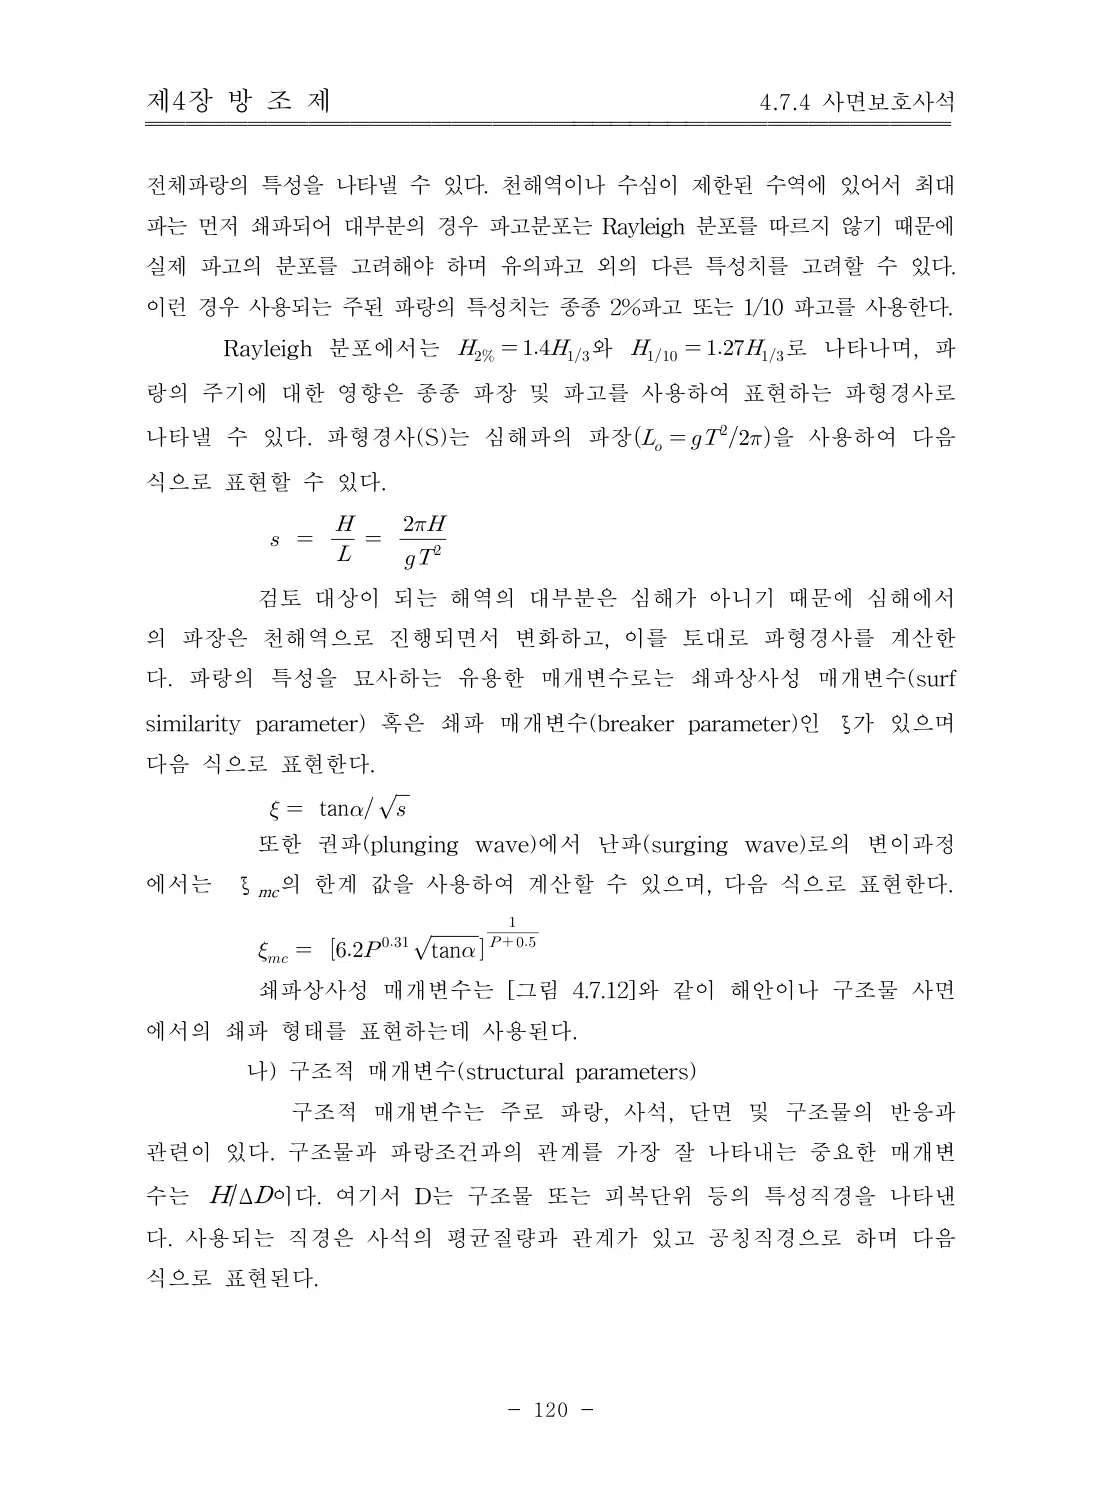 제4장 방 조 제 4.7.4 사면보호사석
전체파랑의 특성을 나타낼 수 있다. 천해역이나 수심이 제한된 수역에 있어서 최대
파는 먼저 쇄파되어 대부분의 경우 파고분포는 Rayleigh 분포를 따르지 않기 때문에
실제 파고의 분포를 고려해야 하며 유의파고 외의 다른 특성치를 고려할 수 있다.
이런 경우 사용되는 주된 파랑의 특성치는 종종 2%파고 또는 1/10 파고를 사용한다.
Rayleigh 분포에서는 H_{2%} = 1.4H_{1/3}와 H_{1/10} = 1.27H_{1/3}로 나타나며, 파
랑의 주기에 대한 영향은 종종 파장 및 파고를 사용하여 표현하는 파형경사로
나타낼 수 있다. 파형경사(S)는 심해파의 파장(L_o = gT²/2π)을 사용하여 다음
식으로 표현할 수 있다.
s = H/L = 2πH/gT²
검토 대상이 되는 해역의 대부분은 심해가 아니기 때문에 심해에서
의 파장은 천해역으로 진행되면서 변화하고, 이를 토대로 파형경사를 계산한
다. 파랑의 특성을 묘사하는 유용한 매개변수로는 쇄파상사성 매개변수(surf
similarity parameter) 혹은 쇄파 매개변수(breaker parameter)인 ξ가 있으며
다음 식으로 표현한다.
ξ = tanα/√s
또한 권파(plunging wave)에서 난파(surging wave)로의 변이과정
에서는 ξ_{mc}의 한계 값을 사용하여 계산할 수 있으며, 다음 식으로 표현한다.
ξ_{mc} = [6.2P^{0.31}√tanα]^{1/(P+0.5)}
쇄파상사성 매개변수는 [그림 4.7.12]와 같이 해안이나 구조물 사면
에서의 쇄파 형태를 표현하는데 사용된다.
나) 구조적 매개변수(structural parameters)
구조적 매개변수는 주로 파랑, 사석, 단면 및 구조물의 반응과
관련이 있다. 구조물과 파랑조건과의 관계를 가장 잘 나타내는 중요한 매개변
수는 H/ΔD이다. 여기서 D는 구조물 또는 피복단위 등의 특성직경을 나타낸
다. 사용되는 직경은 사석의 평균질량과 관계가 있고 공칭직경으로 하며 다음
식으로 표현된다.
- 120 -